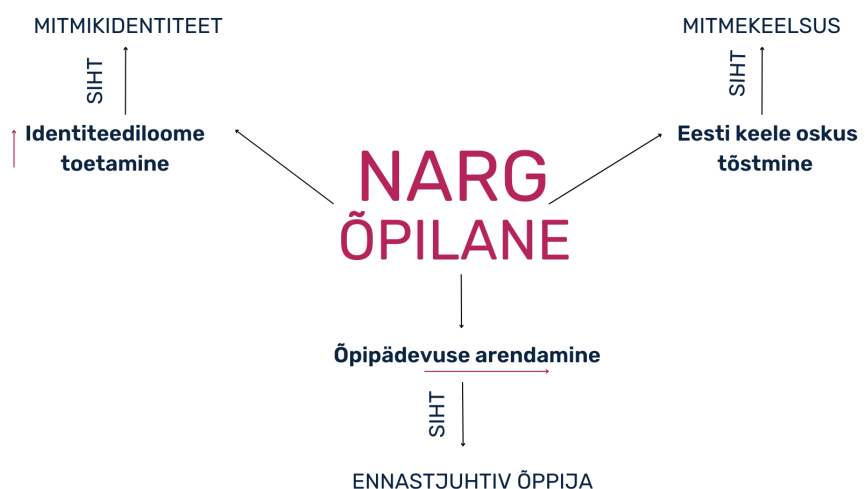 MITMIKIDENTITEET
SIHT
Identiteediloome
toetamine
MITMEKEELSUS
SIHT
Eesti keele oskus
tõstmine
NARG
ÕPILANE
Õpipädevuse arendamine
SIHT
ENNASTJUHTIV ÕPPIJA